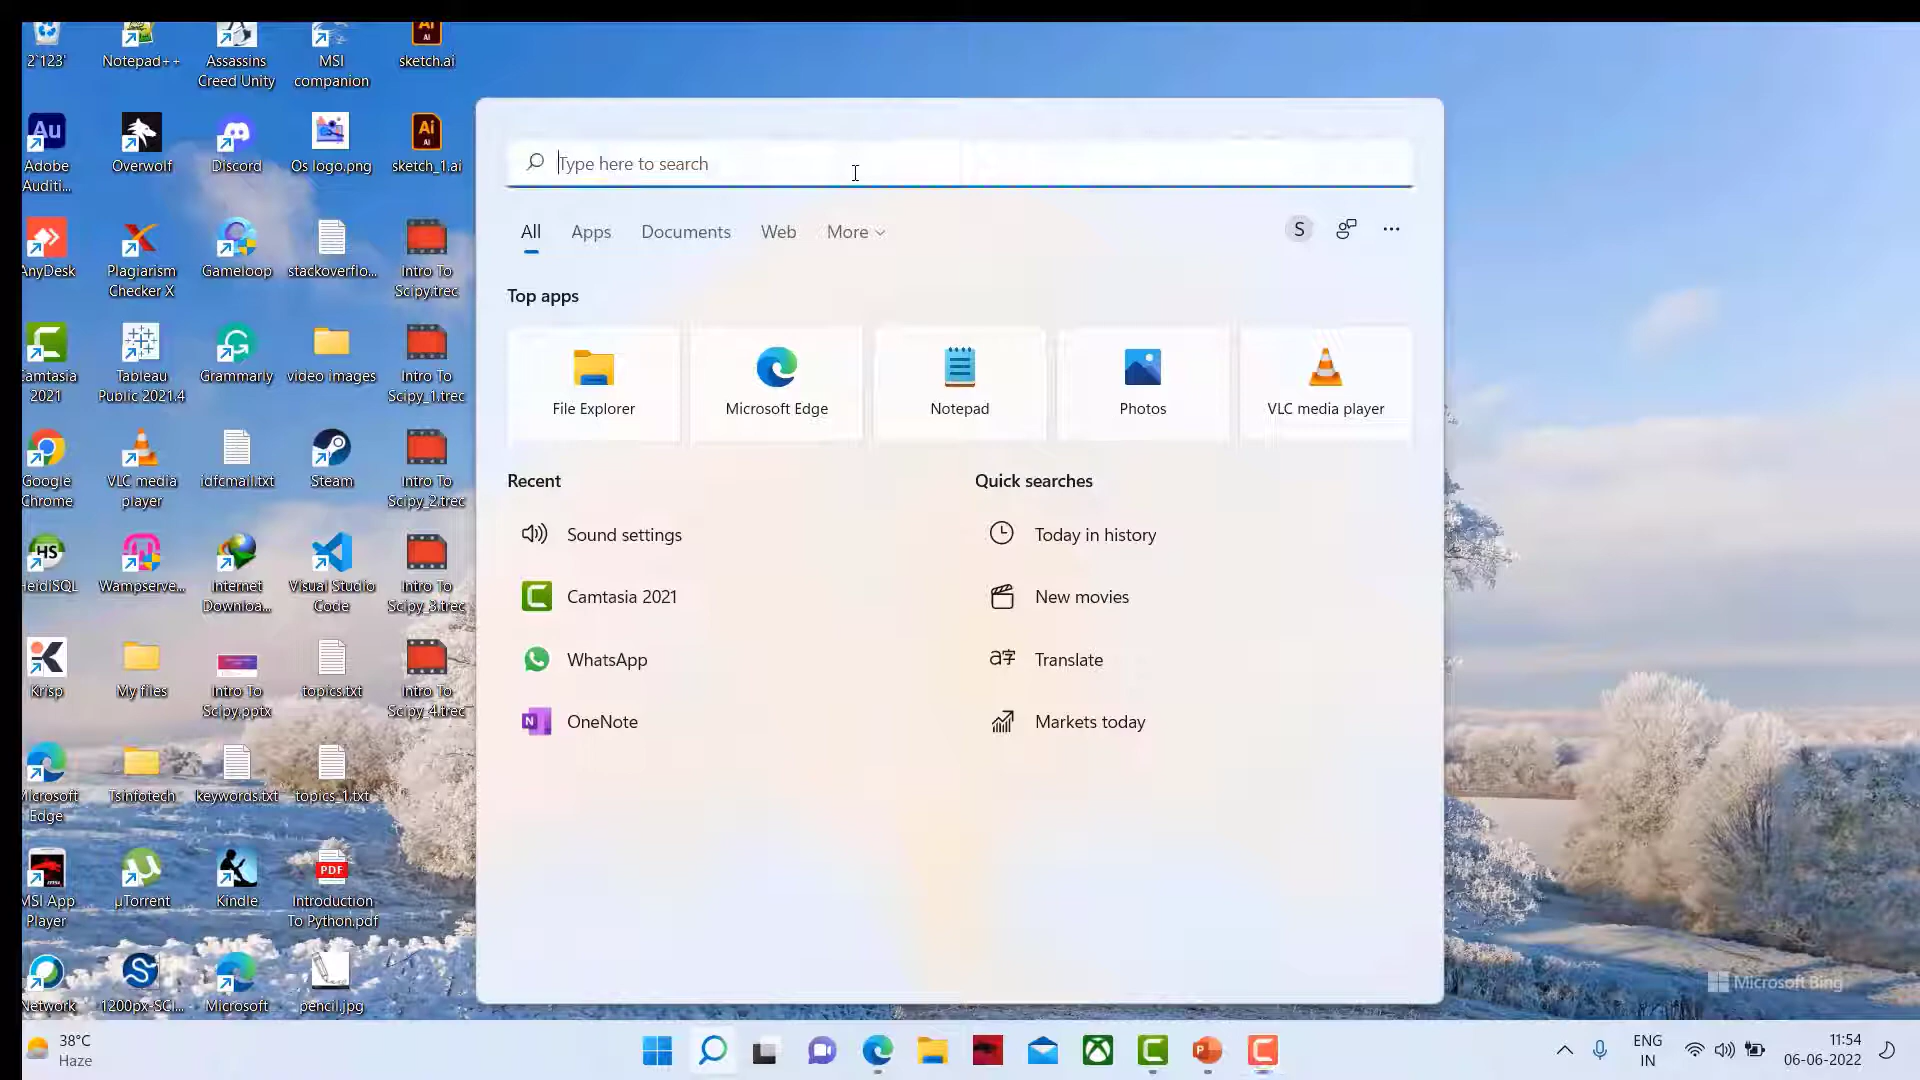 2`123'
Notepad++
Assassins
Creed Unity
MSI
companion
sketch.ai
Adobe
Auditi...
Overwolf
Discord
Os logo.png
sketch_1.ai
AnyDesk
Plagiarism
Checker X
Gameloop
stackoverflo...
Intro To
Scipy.trec
Camtasia
2021
Tableau
Public 2021.4
Grammarly
video images
Intro To
Scipy_1.trec
Google
Chrome
VLC media
player
idfcmail.txt
Steam
Intro To
Scipy_2.trec
HeidiSQL
Wampserve...
Internet
Downloa...
Visual Studio
Code
Intro To
Scipy_3.trec
Krisp
My files
Intro To
Scipy.pptx
topics.txt
Intro To
Scipy_4.trec
Microsoft
Edge
Tsinfotech
keywords.txt
topics_1.txt
MSI App
Player
µTorrent
Kindle
PDF
Introduction
To Python.pdf
Network
1200px-SCI...
Microsoft
pencil.jpg
Type here to search
All
Apps
Documents
Web
More
S
Top apps
File Explorer
Microsoft Edge
Notepad
Photos
VLC media player
Recent
Quick searches
Sound settings
Today in history
Camtasia 2021
New movies
WhatsApp
Translate
OneNote
Markets today
Microsoft Bing
38°C
Haze
ENG
IN
11:54
06-06-2022